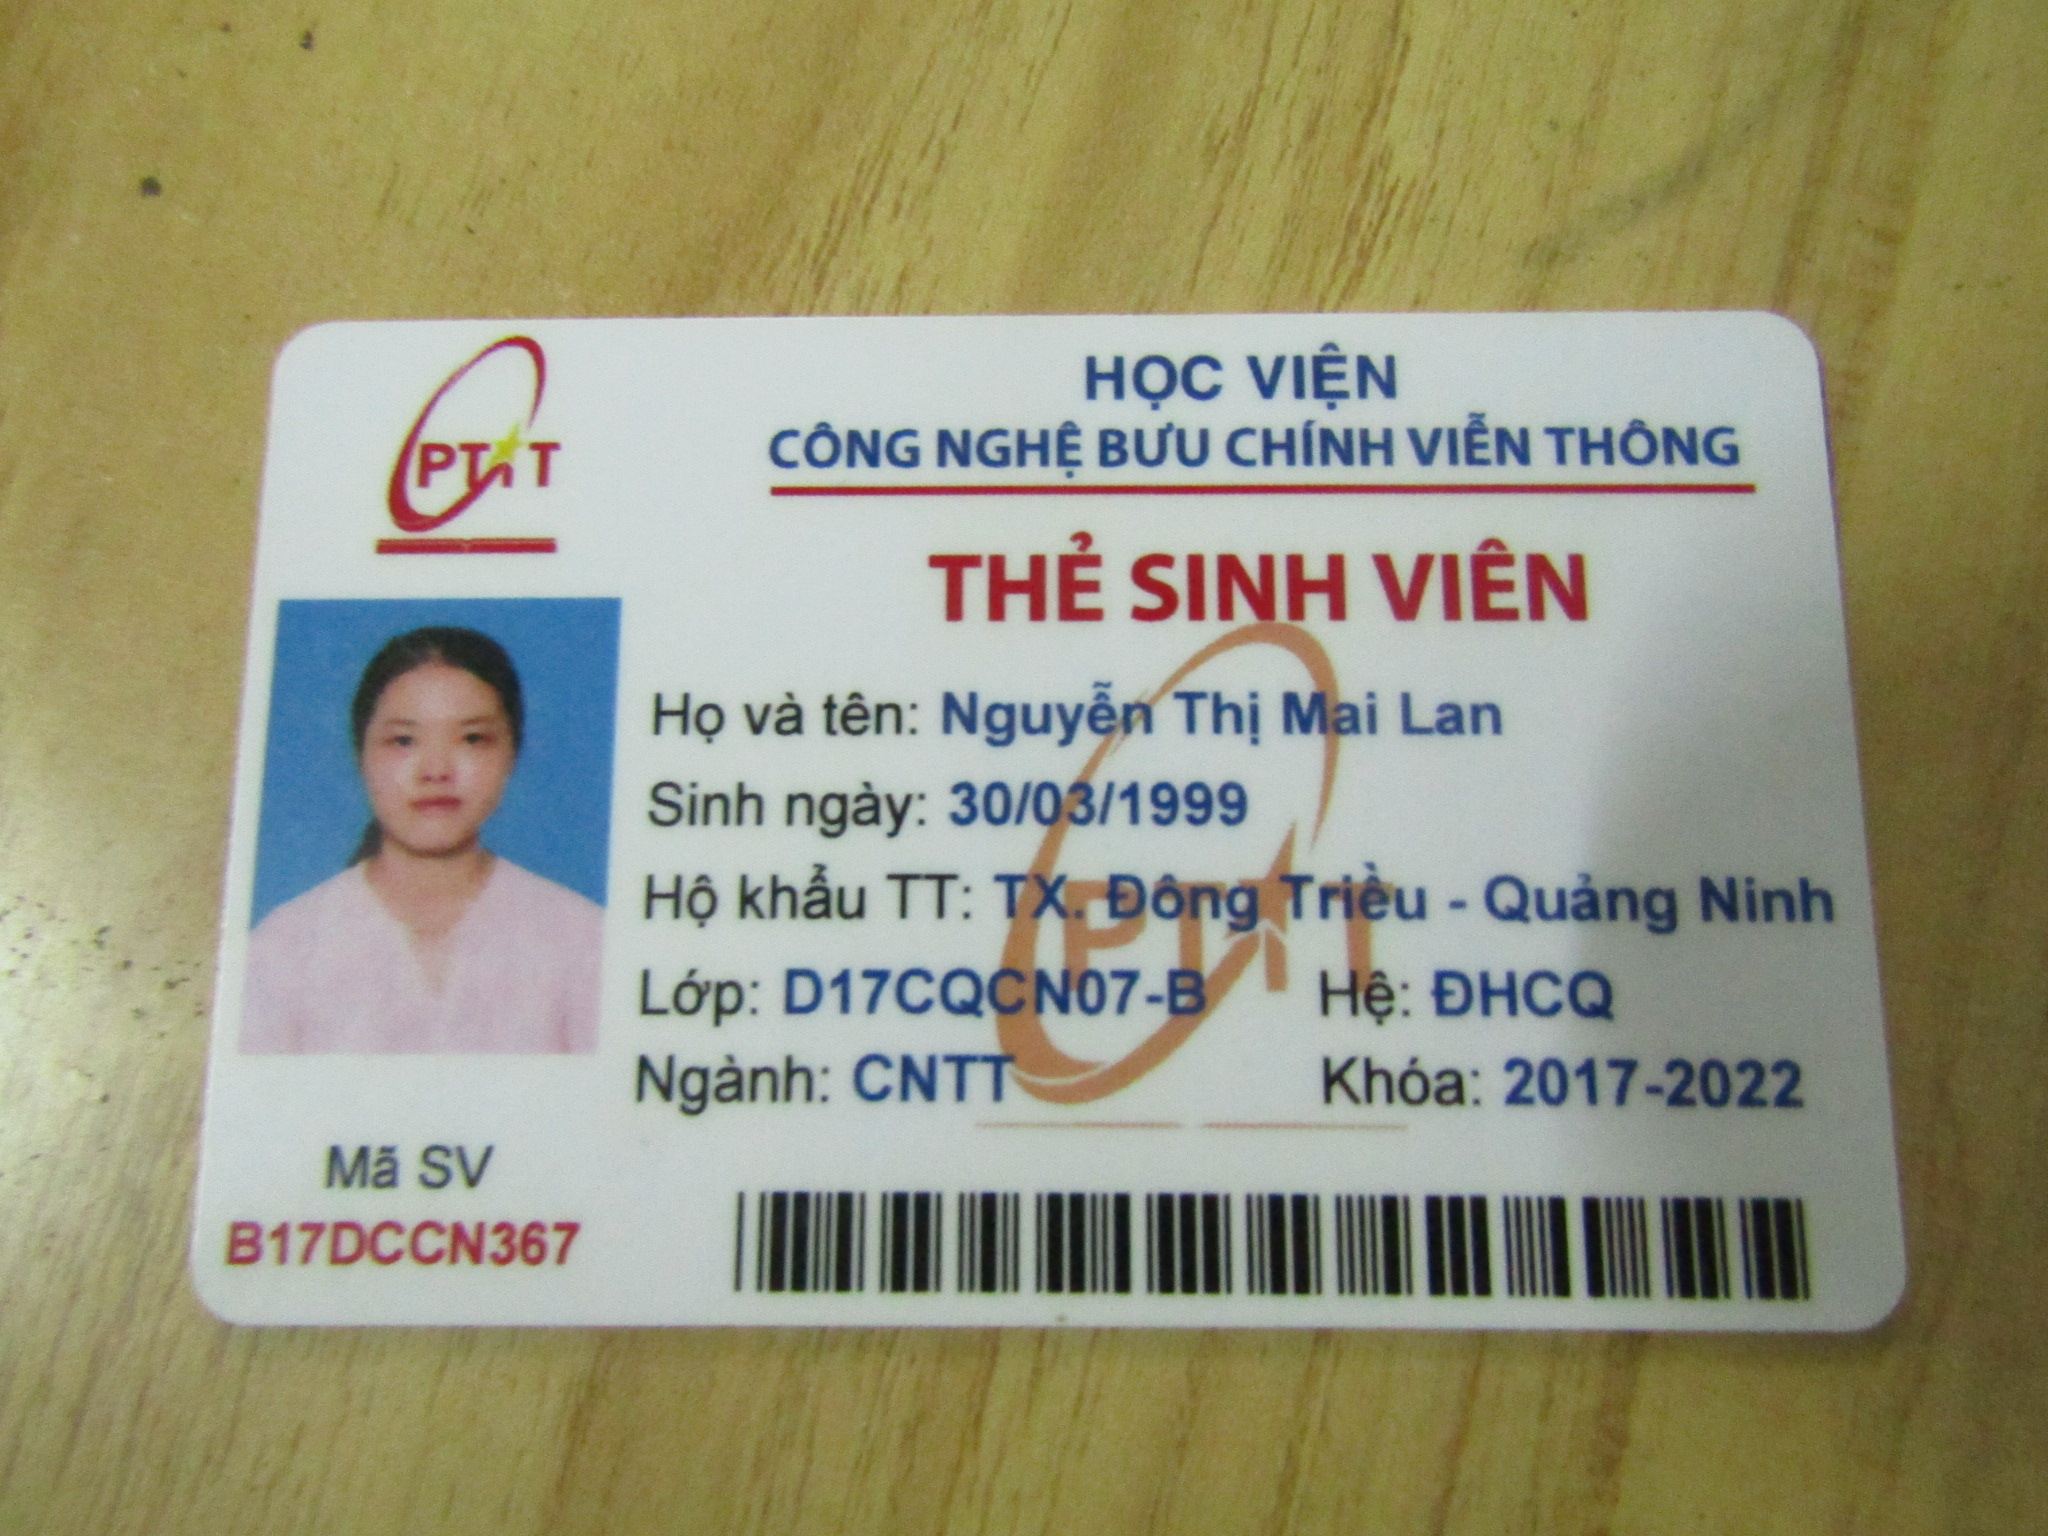 PTIT
HỌC VIỆN
CÔNG NGHỆ BƯU CHÍNH VIỄN THÔNG
THẺ SINH VIÊN
Họ và tên: Nguyễn Thị Mai Lan
Sinh ngày: 30/03/1999
Hộ khẩu TT: TX. Đông Triều - Quảng Ninh
Lớp: D17CQCN07-B Hệ: ĐHCQ
Ngành: CNTT Khóa: 2017-2022
Mã SV
B17DCCN367
PTIT